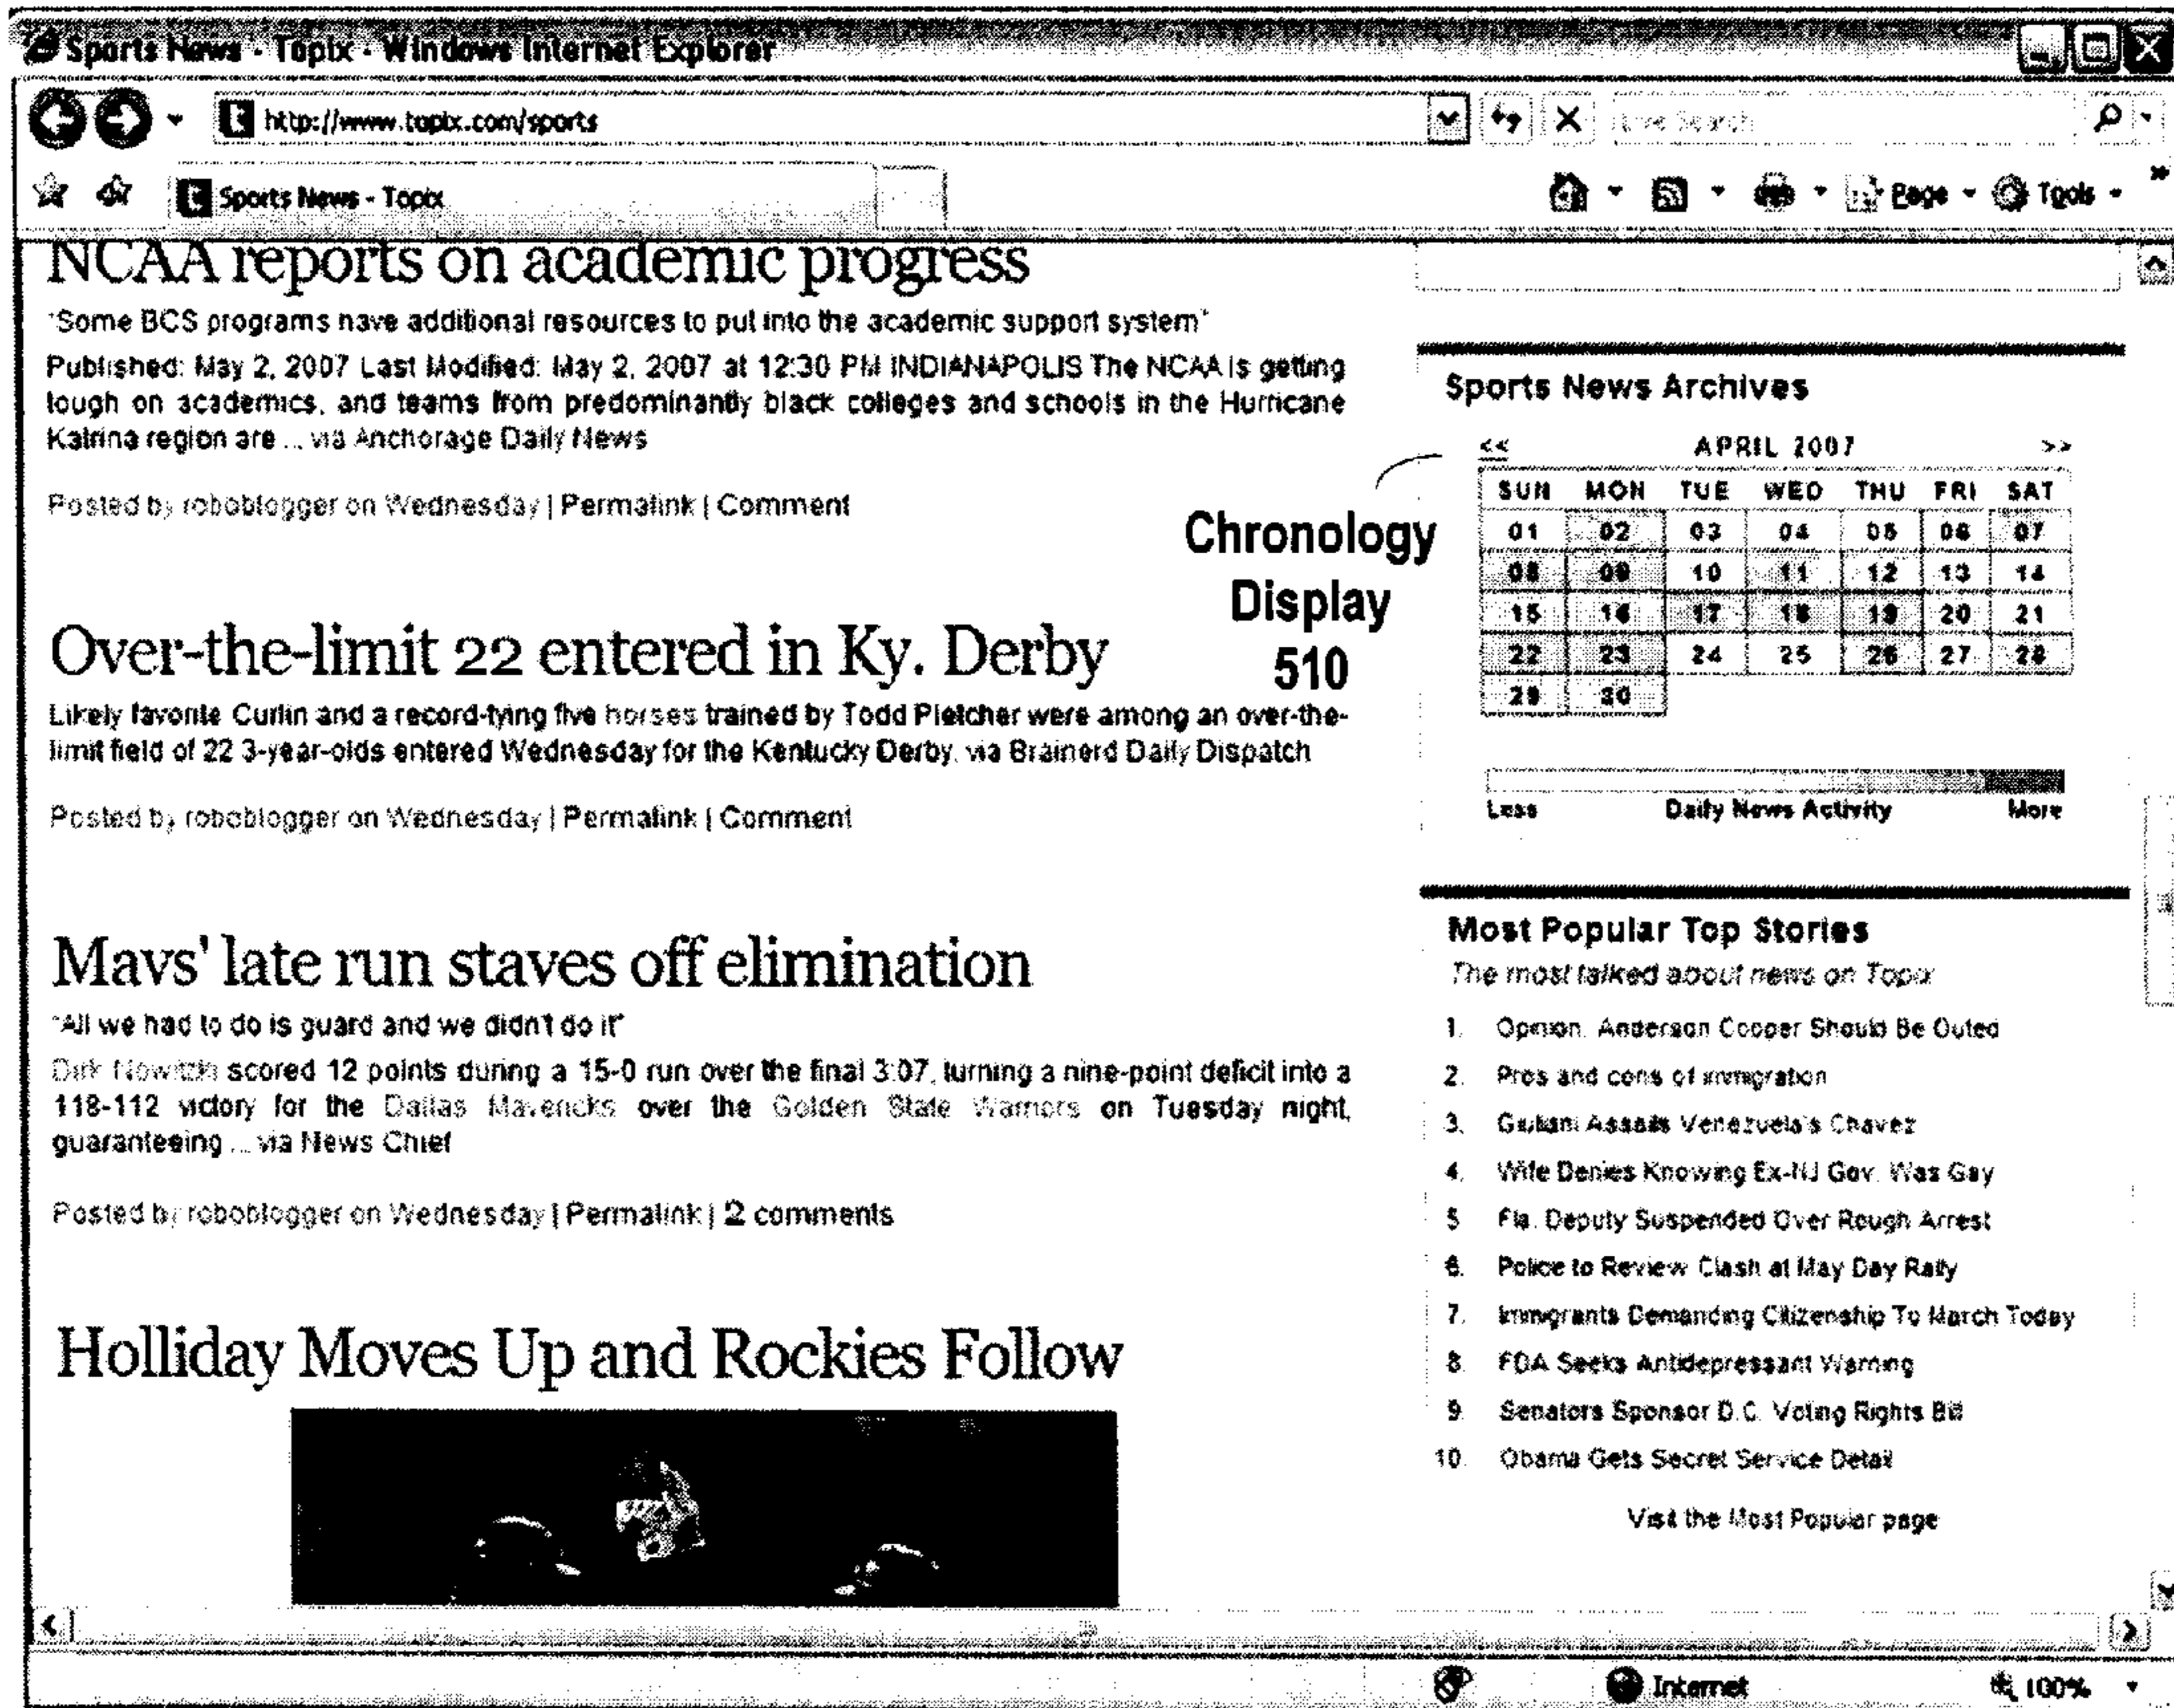 Sports News - Topix - Windows Internet Explorer
http://www.topix.com/sports
Live Search
Sports News - Topix
Page
Tools
NCAA reports on academic progress
"Some BCS programs have additional resources to put into the academic support system"
Published: May 2, 2007 Last Modified: May 2, 2007 at 12:30 PM INDIANAPOLIS The NCAA is getting
tough on academics, and teams from predominantly black colleges and schools in the Hurricane
Katrina region are ... via Anchorage Daily News
Posted by roboblogger on Wednesday | Permalink | Comment
Over-the-limit 22 entered in Ky. Derby
Likely favorite Curlin and a record-tying five horses trained by Todd Pletcher were among an over-the-
limit field of 22 3-year-olds entered Wednesday for the Kentucky Derby. via Brainerd Daily Dispatch
Posted by roboblogger on Wednesday | Permalink | Comment
Mavs' late run staves off elimination
"All we had to do is guard and we didn't do it"
Dirk Nowitzki scored 12 points during a 15-0 run over the final 3:07, turning a nine-point deficit into a
118-112 victory for the Dallas Mavericks over the Golden State Warriors on Tuesday night,
guaranteeing ... via News Chief
Posted by roboblogger on Wednesday | Permalink | 2 comments
Holliday Moves Up and Rockies Follow
Chronology
Display
510
Sports News Archives
<< APRIL 2007 >>
SUN MON TUE WED THU FRI SAT
01 02 03 04 05 06 07
08 09 10 11 12 13 14
15 16 17 18 19 20 21
22 23 24 25 26 27 28
29 30
Less Daily News Activity More
Most Popular Top Stories
The most talked about news on Topix
1. Opinion: Anderson Cooper Should Be Outed
2. Pros and cons of immigration
3. Giuliani Assails Venezuela's Chavez
4. Wife Denies Knowing Ex-NJ Gov. Was Gay
5. Fla. Deputy Suspended Over Rough Arrest
6. Police to Review Clash at May Day Rally
7. Immigrants Demanding Citizenship To March Today
8. FDA Seeks Antidepressant Warning
9. Senators Sponsor D.C. Voting Rights Bill
10. Obama Gets Secret Service Detail
Visit the Most Popular page
Internet
100%